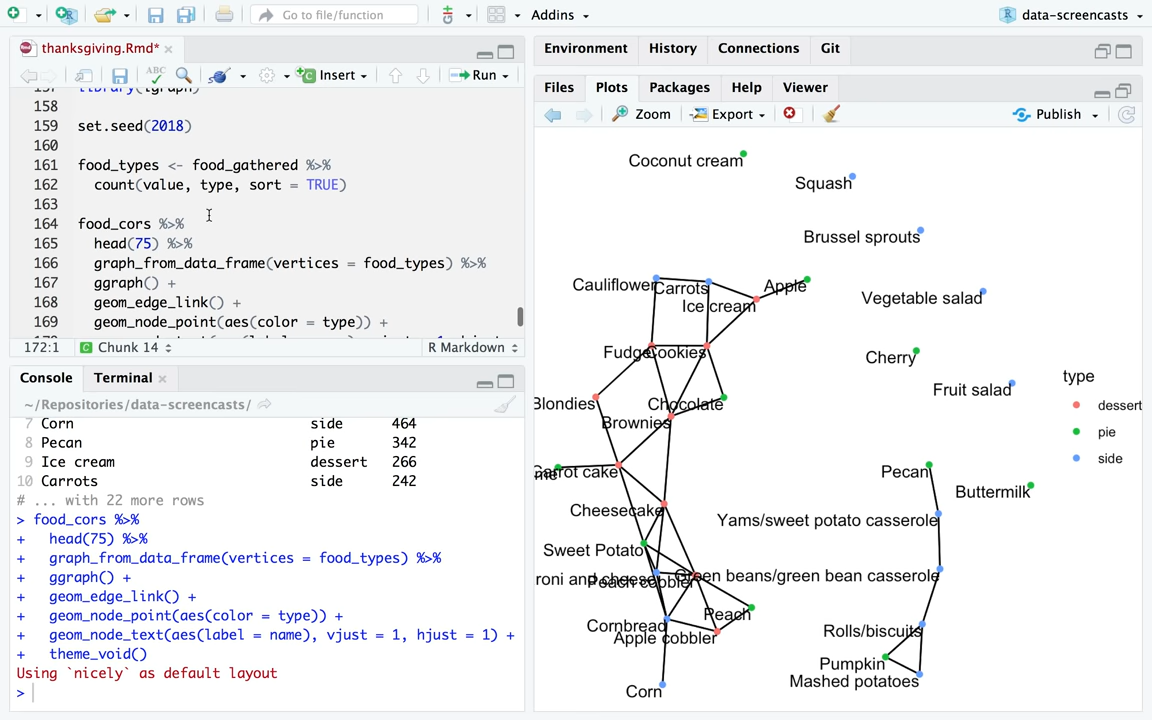 Go to file/function
Addins
data-screencasts
thanksgiving.Rmd*
ABC
Insert
Run
158
159 set.seed(2018)
160
161 food_types <- food_gathered %>%
162 count(value, type, sort = TRUE)
163
164 food_cors %>%
165 head(75) %>%
166 graph_from_data_frame(vertices = food_types) %>%
167 ggraph() +
168 geom_edge_link() +
169 geom_node_point(aes(color = type)) +
172:1 Chunk 14 R Markdown
Console Terminal
~/Repositories/data-screencasts/
7 Corn side 464
8 Pecan pie 342
9 Ice cream dessert 266
10 Carrots side 242
# ... with 22 more rows
> food_cors %>%
+ head(75) %>%
+ graph_from_data_frame(vertices = food_types) %>%
+ ggraph() +
+ geom_edge_link() +
+ geom_node_point(aes(color = type)) +
+ geom_node_text(aes(label = name), vjust = 1, hjust = 1) +
+ theme_void()
Using `nicely` as default layout
>
Environment History Connections Git
Files Plots Packages Help Viewer
Zoom Export Publish
Coconut cream
Squash
Brussel sprouts
Cauliflower
Carrots
Apple
Ice cream
Vegetable salad
Fudge
Cookies
Cherry
Fruit salad
type
dessert
pie
side
Blondies
Chocolate
Brownies
Carrot cake
Pecan
Buttermilk
Cheesecake
Yams/sweet potato casserole
Sweet Potato
roni and cheese
Peach cobbler
Green beans/green bean casserole
Peach
Cornbread
Apple cobbler
Rolls/biscuits
Pumpkin
Mashed potatoes
Corn